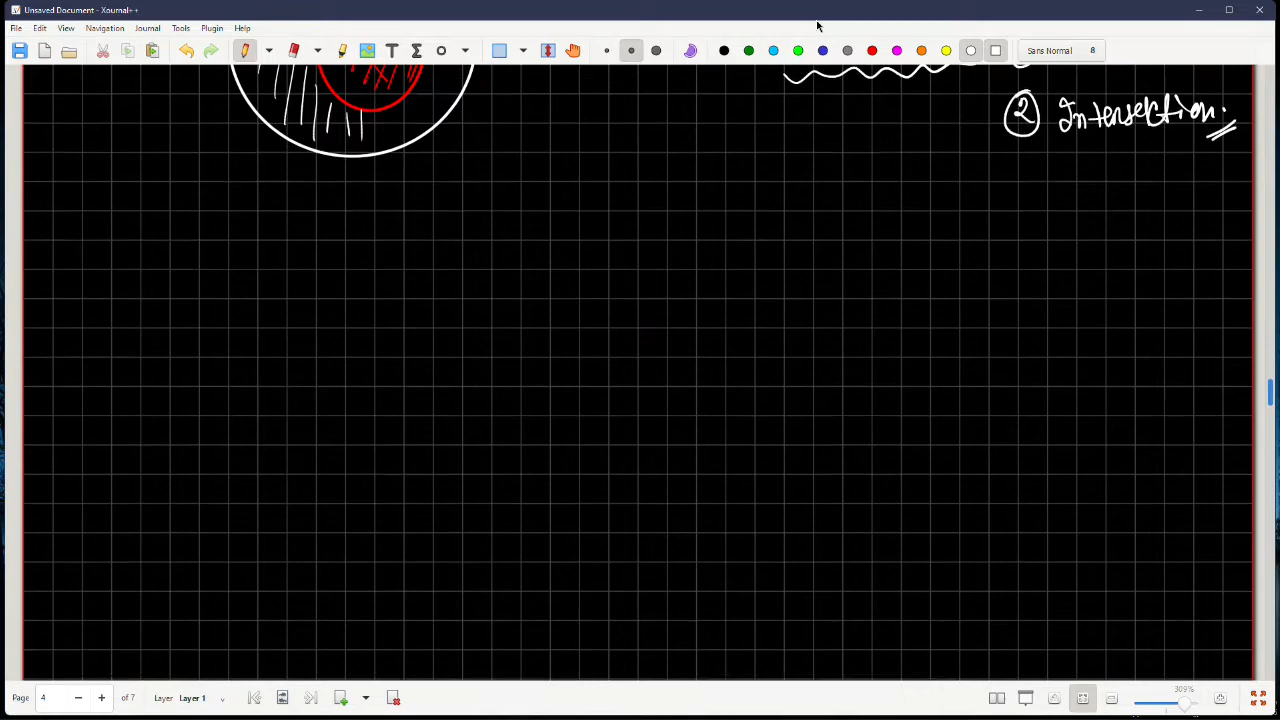 Unsaved Document - Xournal++
File Edit View Navigation Journal Tools Plugin Help
Sans Normal 8
② Intersection.
Page 4 of 7 Layer Layer 1
309%